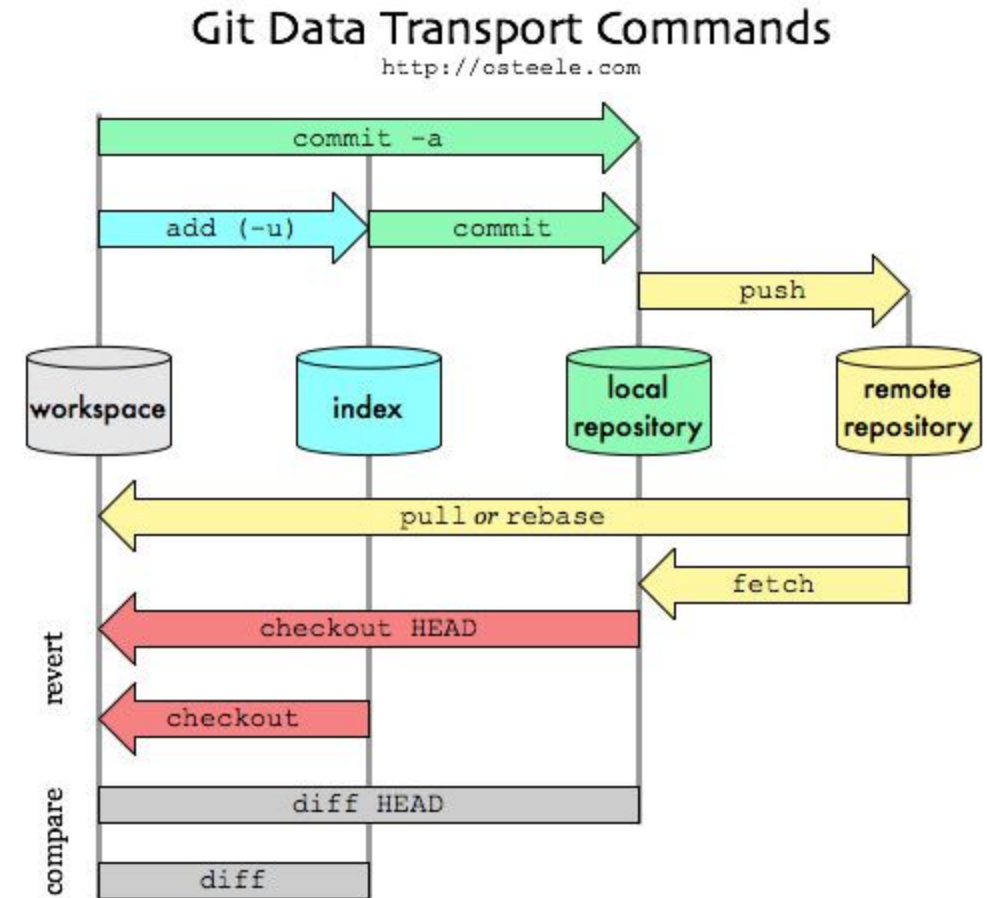 Git Data Transport Commands
http://osteele.com
commit -a
add (-u)
commit
push
workspace
index
local
repository
remote
repository
pull or rebase
fetch
revert
checkout HEAD
checkout
compare
diff HEAD
diff